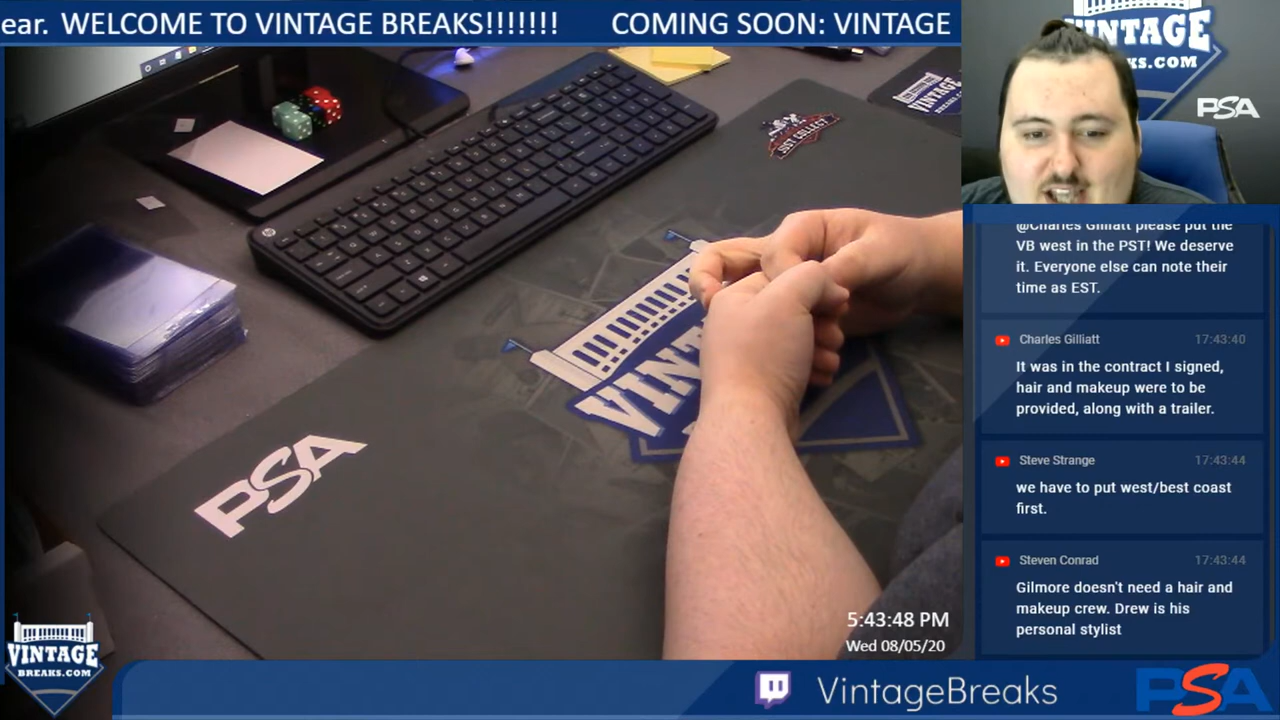 ear. WELCOME TO VINTAGE BREAKS!!!!!!! COMING SOON: VINTAGE
VINTAGE
BREAKS.COM
PSA
JUST COLLECT
VINTAGE
PSA
@Charles Gilliatt please put the
VB west in the PST! We deserve
it. Everyone else can note their
time as EST.
Charles Gilliatt 17:43:40
It was in the contract I signed,
hair and makeup were to be
provided, along with a trailer.
Steve Strange 17:43:44
we have to put west/best coast
first.
Steven Conrad 17:43:44
Gilmore doesn't need a hair and
makeup crew. Drew is his
personal stylist
5:43:48 PM
Wed 08/05/20
VINTAGE
BREAKS.COM
VintageBreaks
PSA